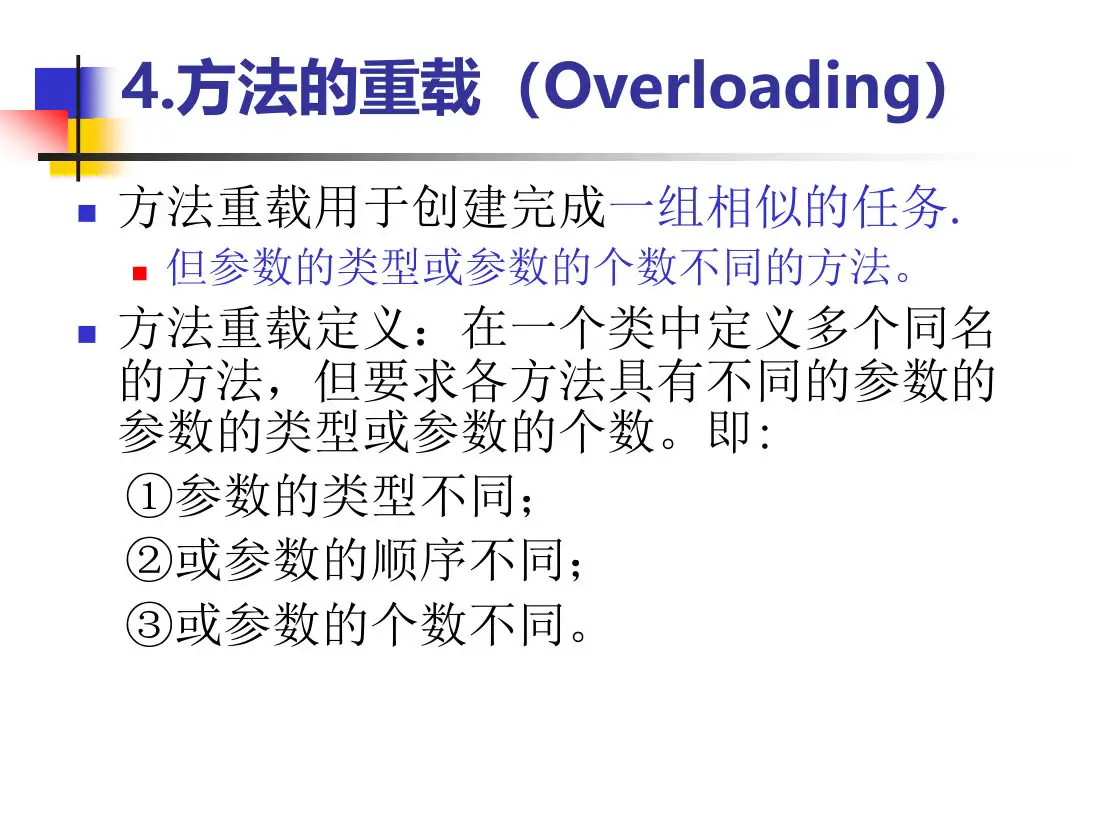 4.方法的重载（Overloading）
方法重载用于创建完成一组相似的任务.
但参数的类型或参数的个数不同的方法。
方法重载定义：在一个类中定义多个同名
的方法，但要求各方法具有不同的参数的
参数的类型或参数的个数。即:
①参数的类型不同；
②或参数的顺序不同；
③或参数的个数不同。